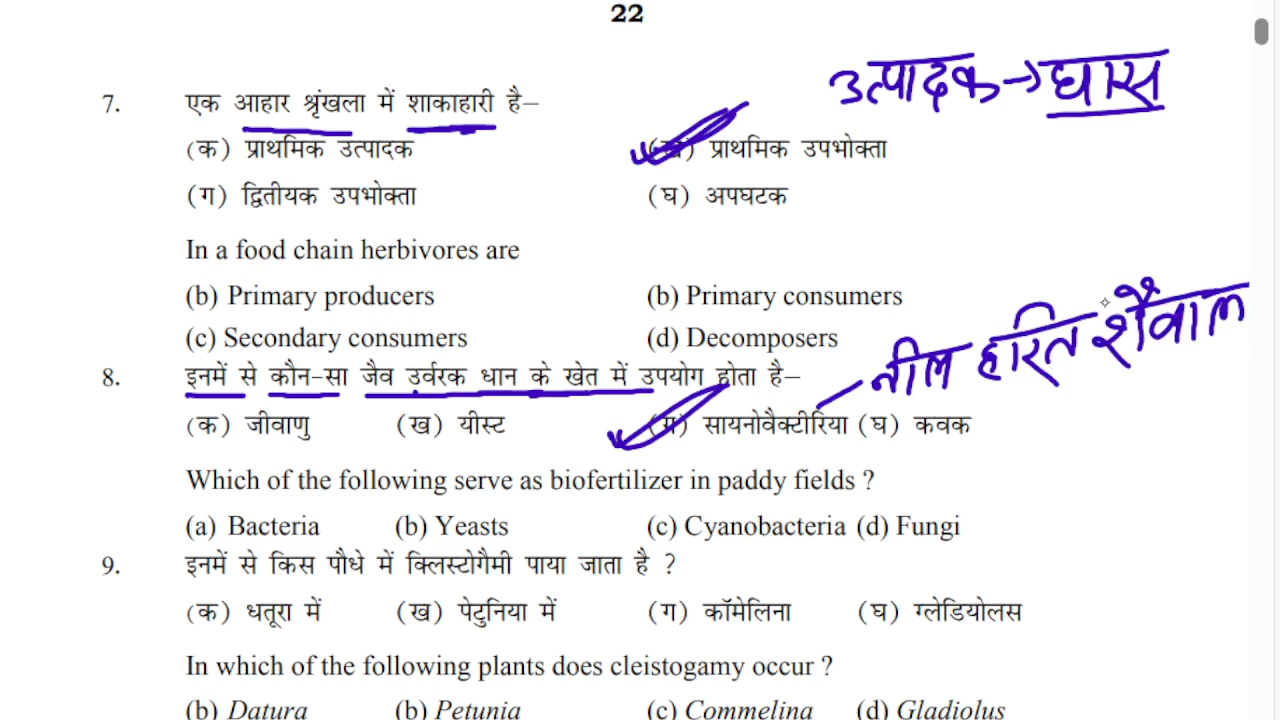 22
उत्पादक → घास
7. एक आहार श्रृंखला में शाकाहारी है–
(क) प्राथमिक उत्पादक (ख) प्राथमिक उपभोक्ता
(ग) द्वितीयक उपभोक्ता (घ) अपघटक
In a food chain herbivores are
(b) Primary producers (b) Primary consumers
(c) Secondary consumers (d) Decomposers
नील हरित शैवाल
8. इनमें से कौन-सा जैव उर्वरक धान के खेत में उपयोग होता है–
(क) जीवाणु (ख) यीस्ट (ग) सायनोवैक्टीरिया (घ) कवक
Which of the following serve as biofertilizer in paddy fields ?
(a) Bacteria (b) Yeasts (c) Cyanobacteria (d) Fungi
9. इनमें से किस पौधे में क्लिस्टोगैमी पाया जाता है ?
(क) धतूरा में (ख) पेटुनिया में (ग) कॉमेलिना (घ) ग्लेडियोलस
In which of the following plants does cleistogamy occur ?
(b) Datura (b) Petunia (c) Commelina (d) Gladiolus